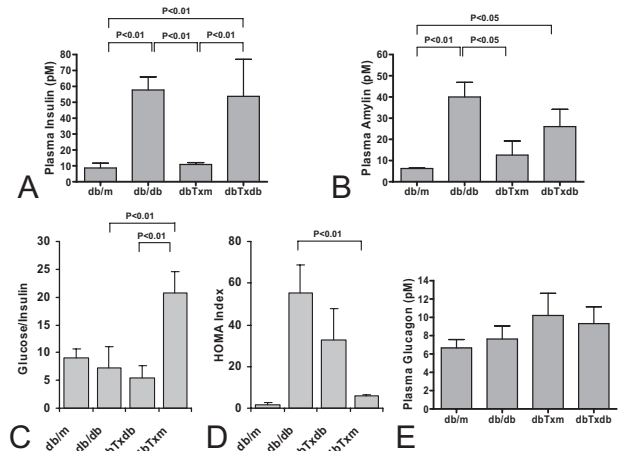 P<0.01
P<0.01 P<0.01 P<0.01
Plasma Insulin (pM)
80
70
60
50
40
30
20
10
0
db/m db/db dbTxm dbTxdb
A
P<0.05
P<0.01 P<0.05
Plasma Amylin (pM)
60
50
40
30
20
10
0
db/m db/db dbTxm dbTxdb
B
P<0.01
P<0.01
Glucose/Insulin
30
25
20
15
10
5
0
db/m db/db dbTxdb dbTxm
C
P<0.01
HOMA Index
80
60
40
20
0
db/m db/db dbTxdb dbTxm
D
Plasma Glucagon (pM)
14
12
10
8
6
4
2
0
db/m db/db dbTxm dbTxdb
E